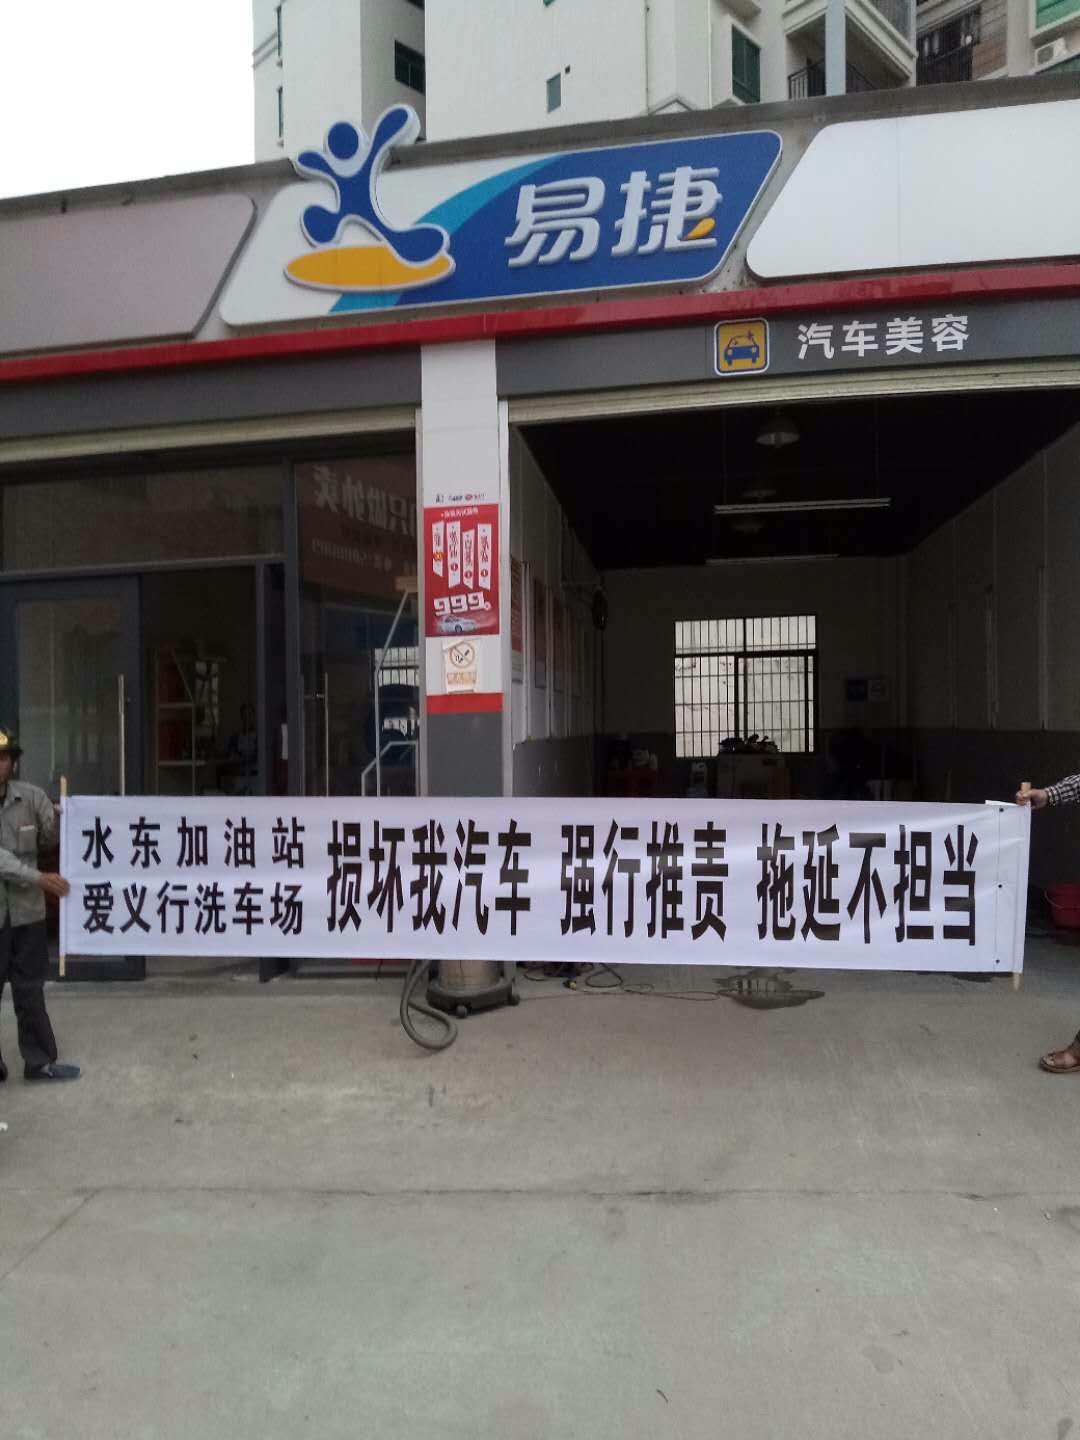 易捷
汽车美容
999
水东加油站
爱义行洗车场
损坏我汽车 强行推责 拖延不担当